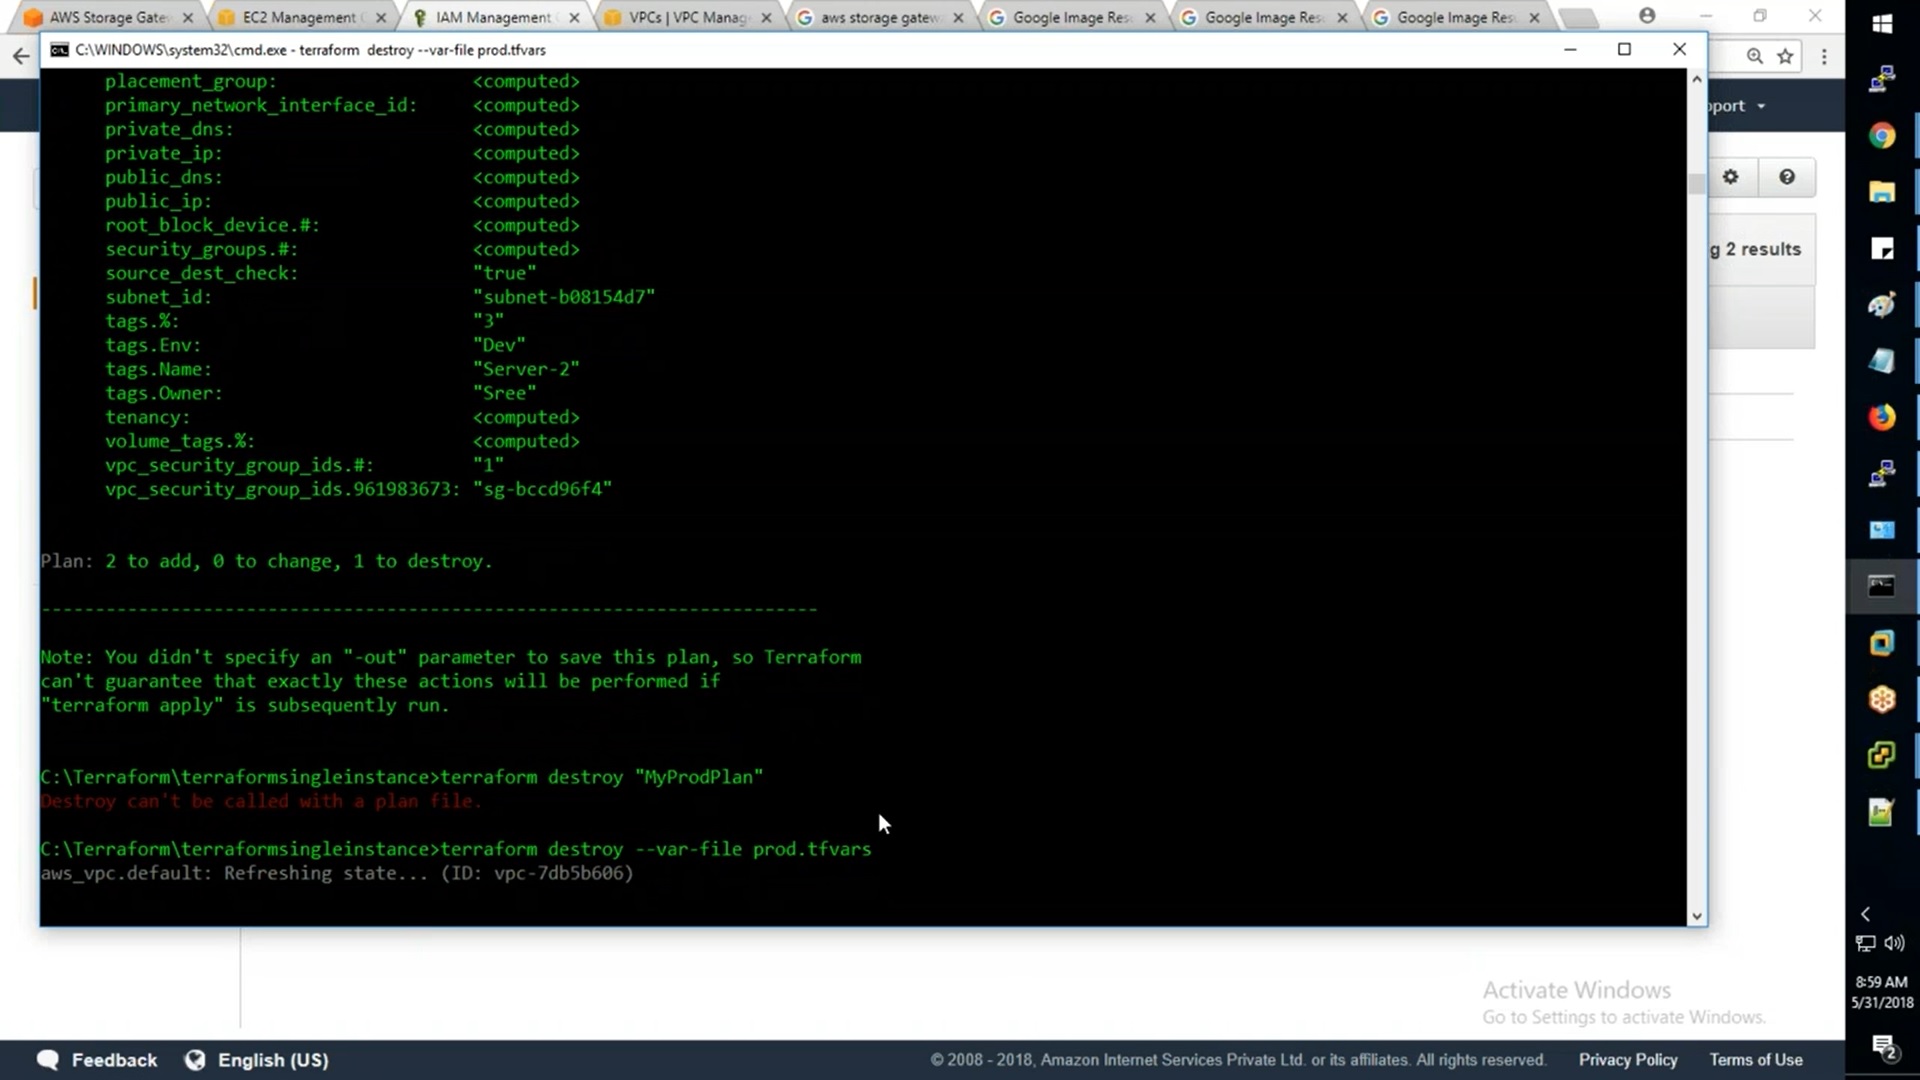 AWS Storage Gate
EC2 Management
IAM Management
VPCs | VPC Manag
aws storage gatew
Google Image Res
Google Image Res
Google Image Res
C:\WINDOWS\system32\cmd.exe - terraform  destroy --var-file prod.tfvars
pport
g 2 results
placement_group: <computed>
primary_network_interface_id: <computed>
private_dns: <computed>
private_ip: <computed>
public_dns: <computed>
public_ip: <computed>
root_block_device.#: <computed>
security_groups.#: <computed>
source_dest_check: "true"
subnet_id: "subnet-b08154d7"
tags.%: "3"
tags.Env: "Dev"
tags.Name: "Server-2"
tags.Owner: "Sree"
tenancy: <computed>
volume_tags.%: <computed>
vpc_security_group_ids.#: "1"
vpc_security_group_ids.961983673: "sg-bccd96f4"
Plan: 2 to add, 0 to change, 1 to destroy.
------------------------------------------------------------------------
Note: You didn't specify an "-out" parameter to save this plan, so Terraform
can't guarantee that exactly these actions will be performed if
"terraform apply" is subsequently run.
C:\Terraform\terraformsingleinstance>terraform destroy "MyProdPlan"
Destroy can't be called with a plan file.
C:\Terraform\terraformsingleinstance>terraform destroy --var-file prod.tfvars
aws_vpc.default: Refreshing state... (ID: vpc-7db5b606)
Activate Windows
Go to Settings to activate Windows.
8:59 AM
5/31/2018
2
Feedback
English (US)
© 2008 - 2018, Amazon Internet Services Private Ltd. or its affiliates. All rights reserved.
Privacy Policy
Terms of Use